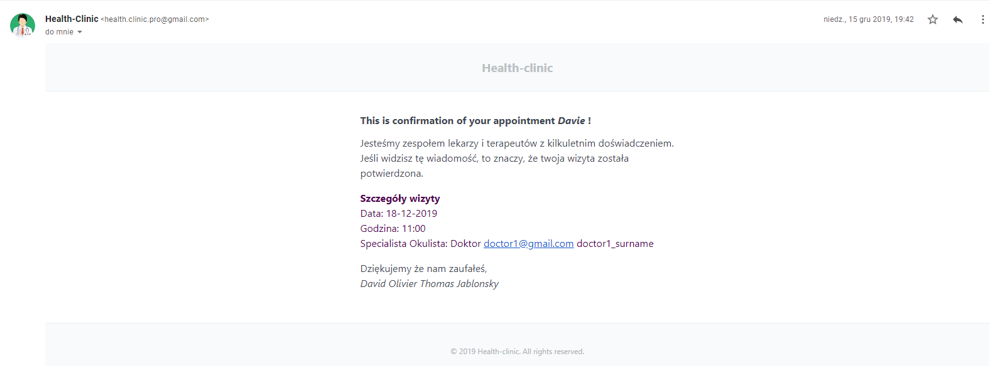 Health-Clinic <health.clinic.pro@gmail.com>
niedz., 15 gru 2019, 19:42
do mnie
Health-clinic
This is confirmation of your appointment Davie !
Jesteśmy zespołem lekarzy i terapeutów z kilkuletnim doświadczeniem.
Jeśli widzisz tę wiadomość, to znaczy, że twoja wizyta została
potwierdzona.
Szczegóły wizyty
Data: 18-12-2019
Godzina: 11:00
Specialista Okulista: Doktor doctor1@gmail.com doctor1_surname
Dziękujemy że nam zaufałeś,
David Olivier Thomas Jablonsky
© 2019 Health-clinic. All rights reserved.